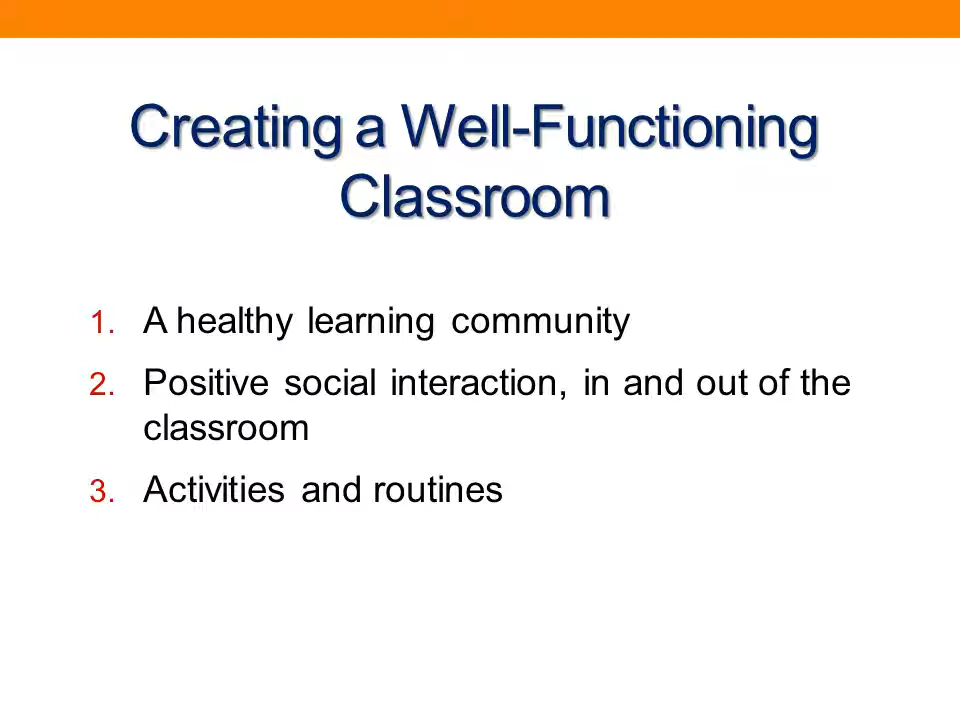 Creating a Well-Functioning
Classroom
1. A healthy learning community
2. Positive social interaction, in and out of the
classroom
3. Activities and routines